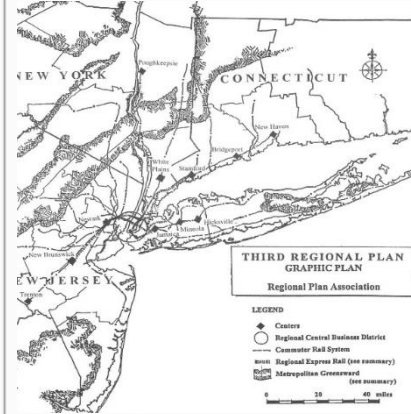 Poughkeepsie
NEW YORK
CONNECTICUT
New Haven
Bridgeport
White
Plains
Stamford
Newark
Hicksville
Mineola
Jamaica
New Brunswick
NEW JERSEY
Trenton
THIRD REGIONAL PLAN
GRAPHIC PLAN
Regional Plan Association
LEGEND
Centers
Regional Central Business District
Commuter Rail System
Regional Express Rail (see summary)
Metropolitan Greensward
(see summary)
0 20 40 miles